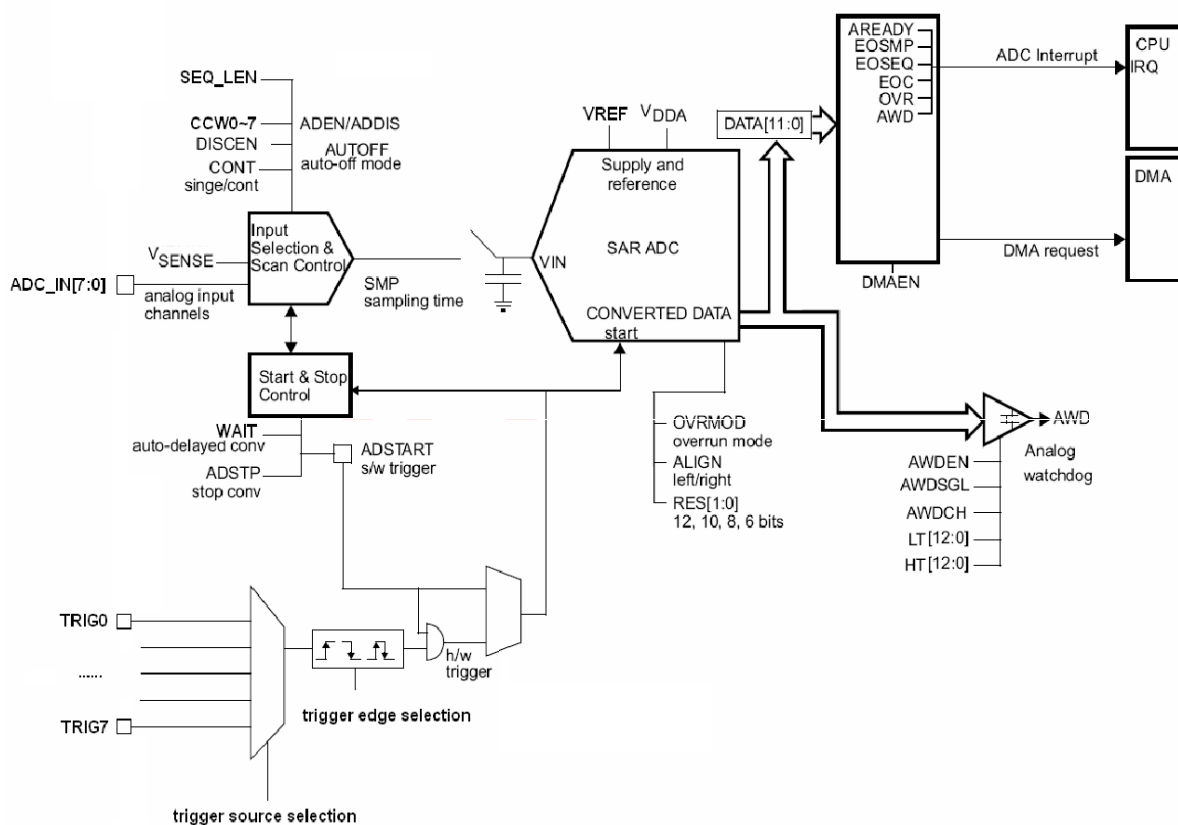 SEQ_LEN
CCW0~7
DISCEN
CONT
singe/cont
ADEN/ADDIS
AUTOFF
auto-off mode
Input
Selection &
Scan Control
VSENSE
ADC_IN[7:0]
analog input
channels
SMP
sampling time
VREF
VDDA
Supply and
reference
SAR ADC
VIN
CONVERTED DATA
start
DATA[11:0]
AREADY
EOSMP
EOSEQ
EOC
OVR
AWD
ADC Interrupt
CPU
IRQ
DMA
DMA request
DMAEN
Start & Stop
Control
WAIT
auto-delayed conv
ADSTP
stop conv
ADSTART
s/w trigger
OVRMOD
overrun mode
ALIGN
left/right
RES[1:0]
12, 10, 8, 6 bits
AWD
Analog
watchdog
AWDEN
AWDSGL
AWDCH
LT[12:0]
HT[12:0]
TRIG0
......
TRIG7
h/w
trigger
trigger edge selection
trigger source selection